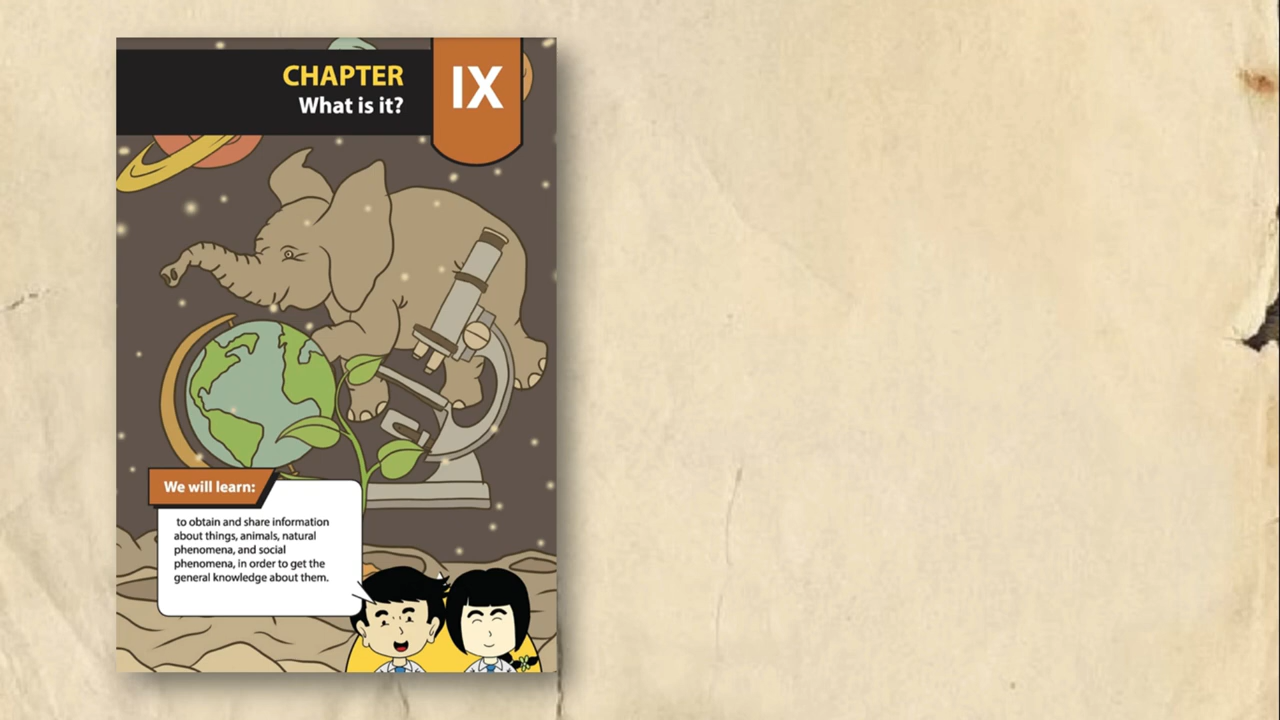 CHAPTER
What is it?
IX
We will learn:
to obtain and share information
about things, animals, natural
phenomena, and social
phenomena, in order to get the
general knowledge about them.